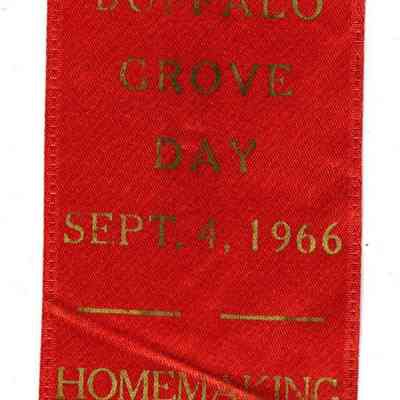 BUFFALO
GROVE
DAY
SEPT. 4, 1966
HOMEMAKING